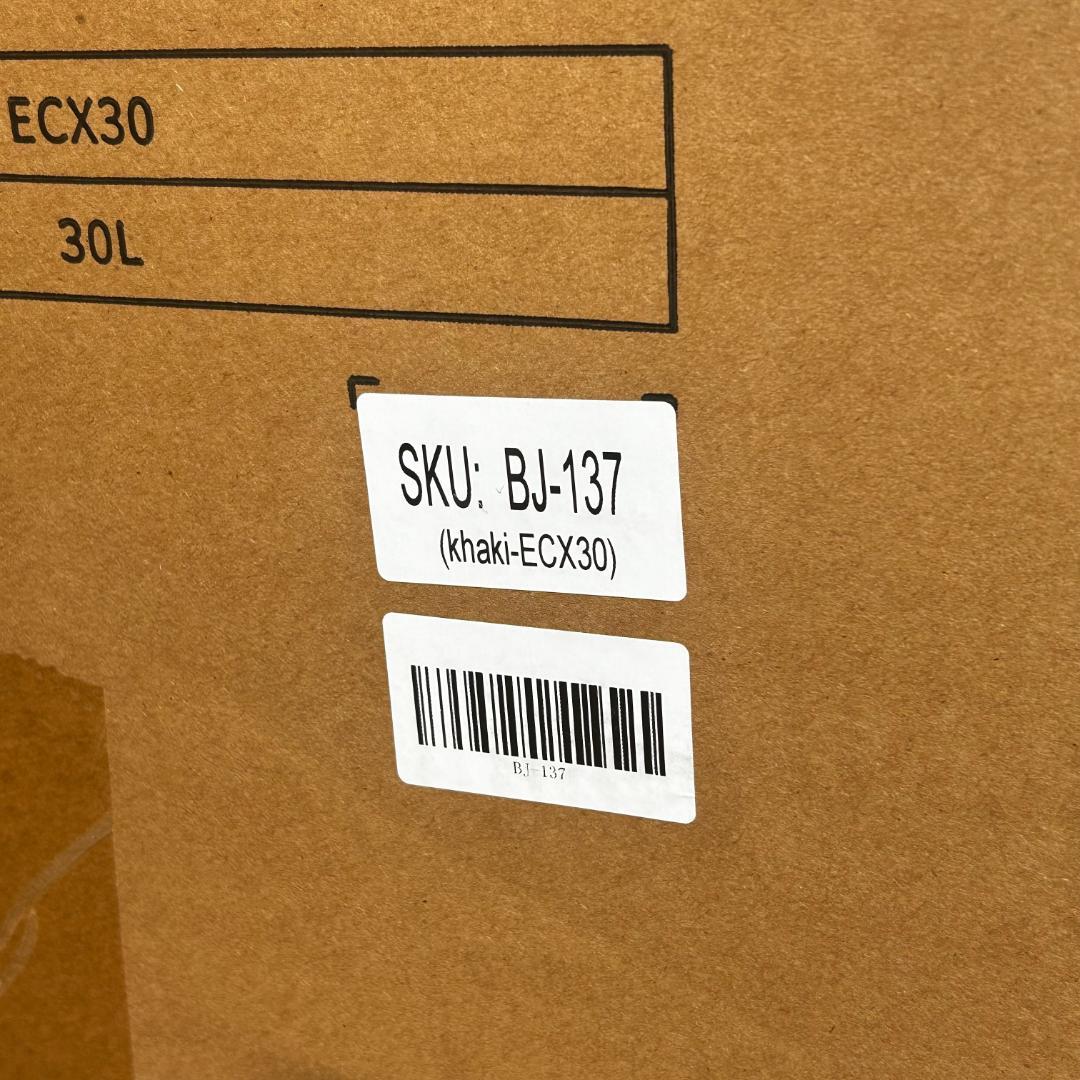 ECX30
30L
SKU: BJ-137
(khaki-ECX30)
BJ-137